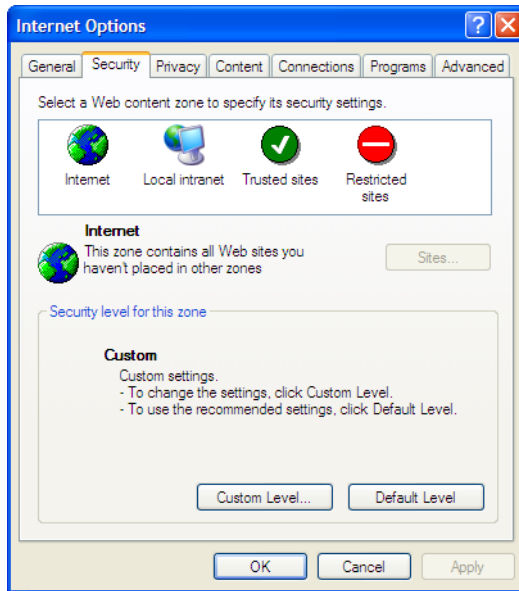 Internet Options
General Security Privacy Content Connections Programs Advanced
Select a Web content zone to specify its security settings.
Internet Local intranet Trusted sites Restricted
sites
Internet
This zone contains all Web sites you
haven't placed in other zones
Sites...
Security level for this zone
Custom
Custom settings.
- To change the settings, click Custom Level.
- To use the recommended settings, click Default Level.
Custom Level... Default Level
OK Cancel Apply